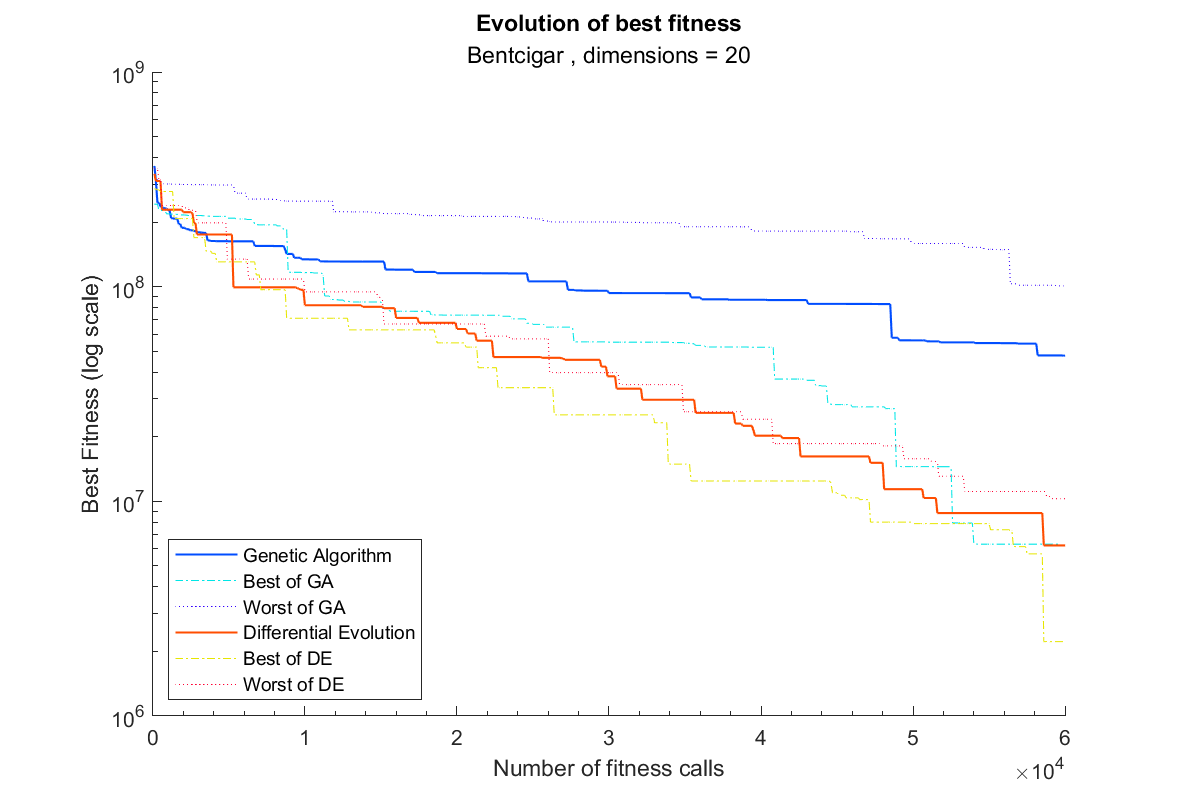 Evolution of best fitness
Bentcigar , dimensions = 20
10^9
10^8
10^7
10^6
Best Fitness (log scale)
Genetic Algorithm
Best of GA
Worst of GA
Differential Evolution
Best of DE
Worst of DE
0 1 2 3 4 5 6
Number of fitness calls
×10^4